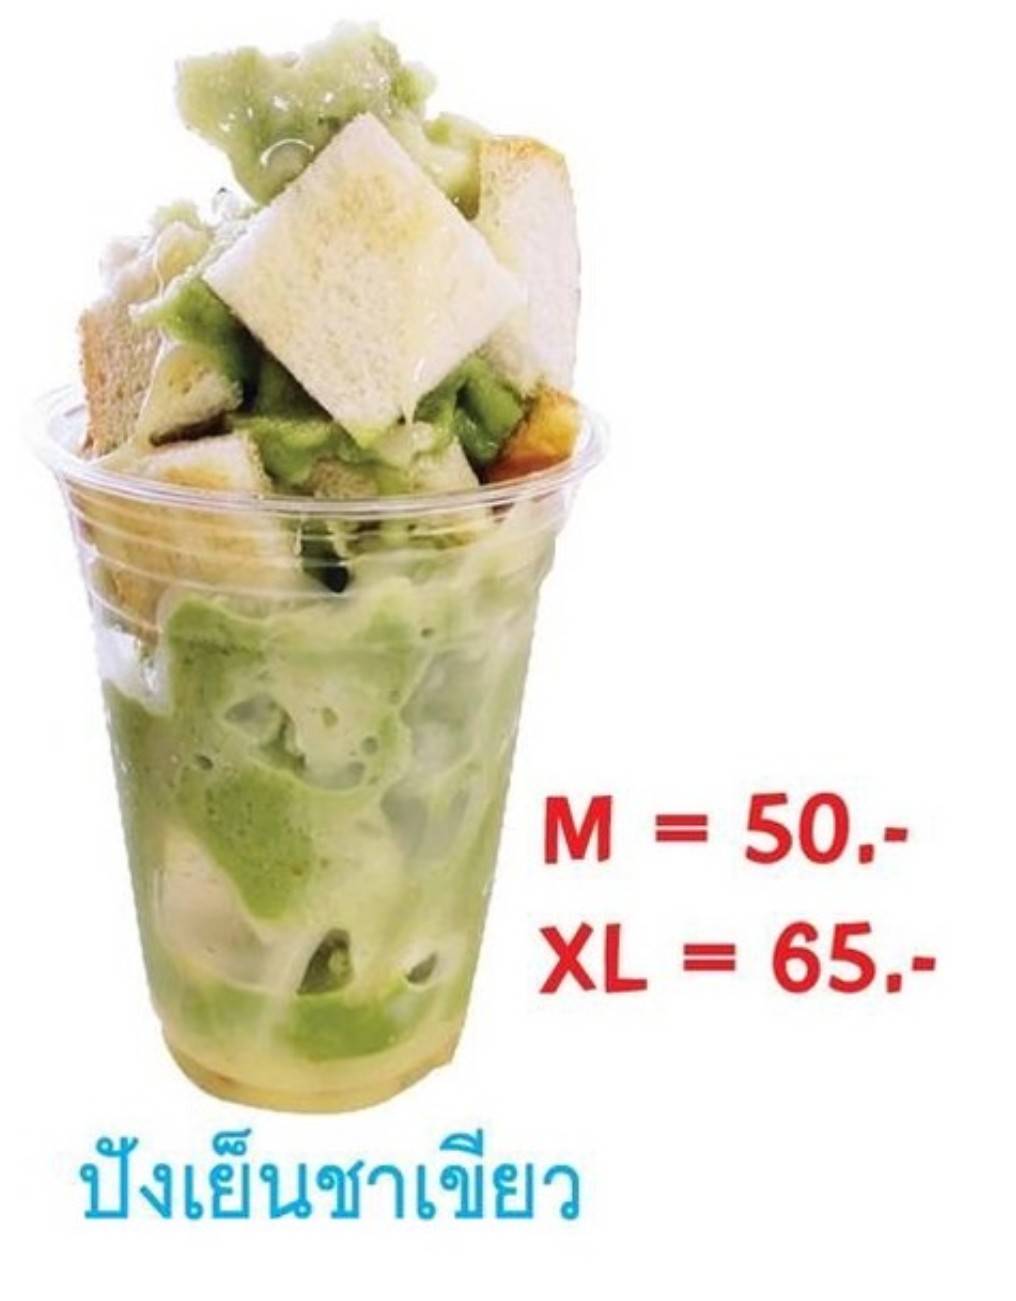 M = 50.-
XL = 65.-
ปังเย็นชาเขียว